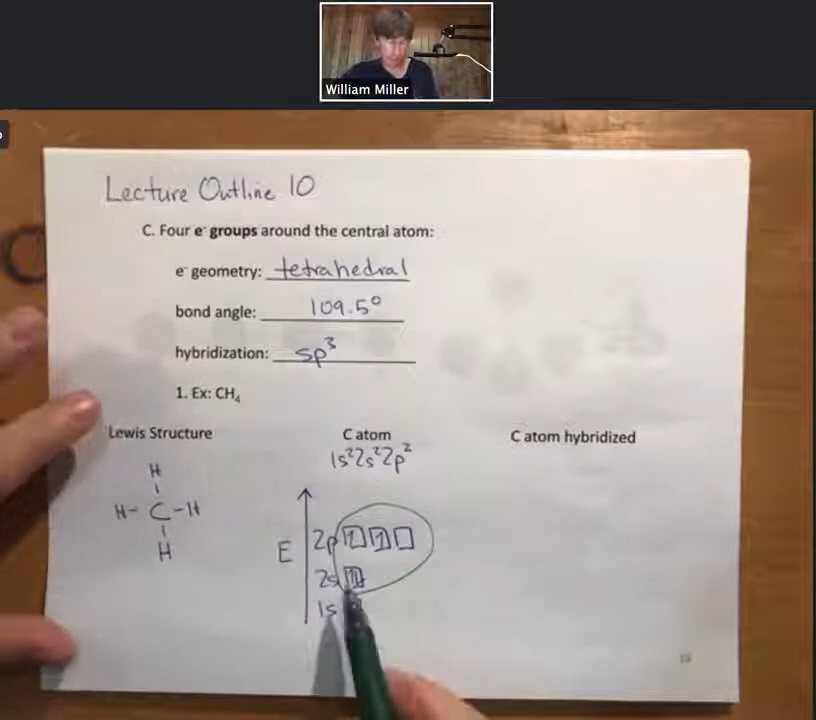 William Miller
Lecture Outline 10
C. Four e⁻ groups around the central atom:
e⁻ geometry: tetrahedral
bond angle: 109.5°
hybridization: sp³
1. Ex: CH₄
Lewis Structure
C atom
C atom hybridized
1s²2s²2p²
H
H-C-H
H
E
2p
2s
1s